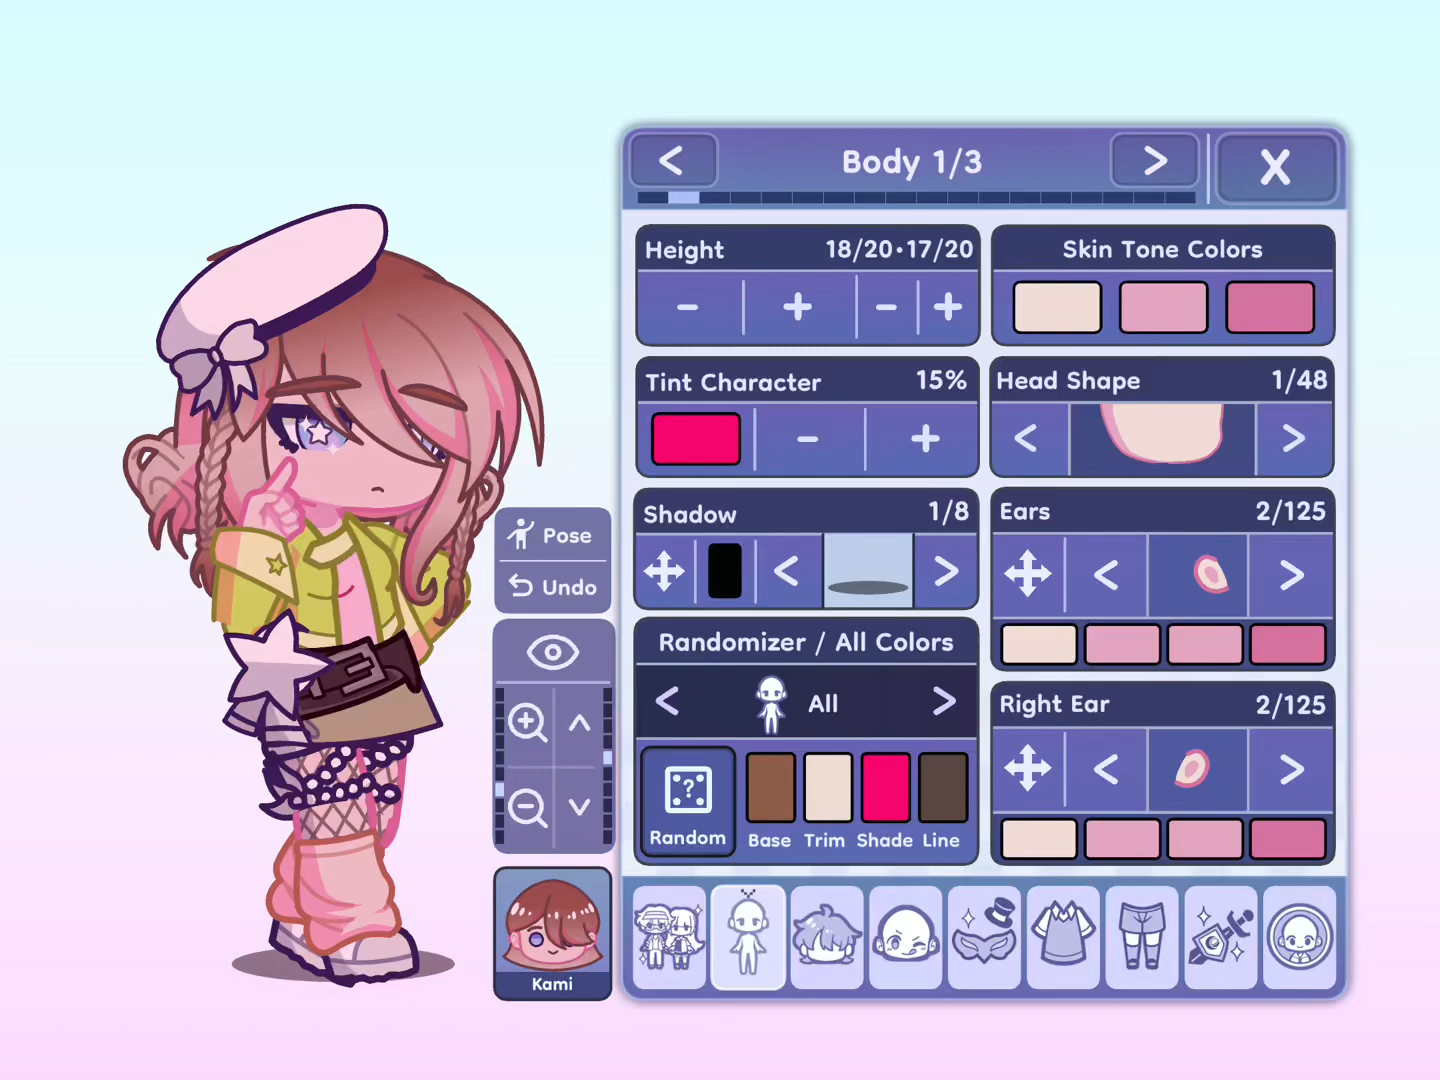 <
Body 1/3
>
X
Height 18/20•17/20
- + - +
Skin Tone Colors
Tint Character 15%
- +
Head Shape 1/48
< >
Shadow 1/8
< >
Ears 2/125
< >
Randomizer / All Colors
< All >
?
Random
Base Trim Shade Line
Right Ear 2/125
< >
Pose
Undo
Kami